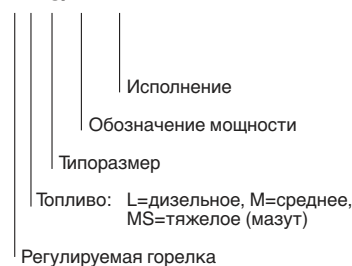 Исполнение
Обозначение мощности
Типоразмер
Топливо: L=дизельное, M=среднее,
MS=тяжелое (мазут)
Регулируемая горелка